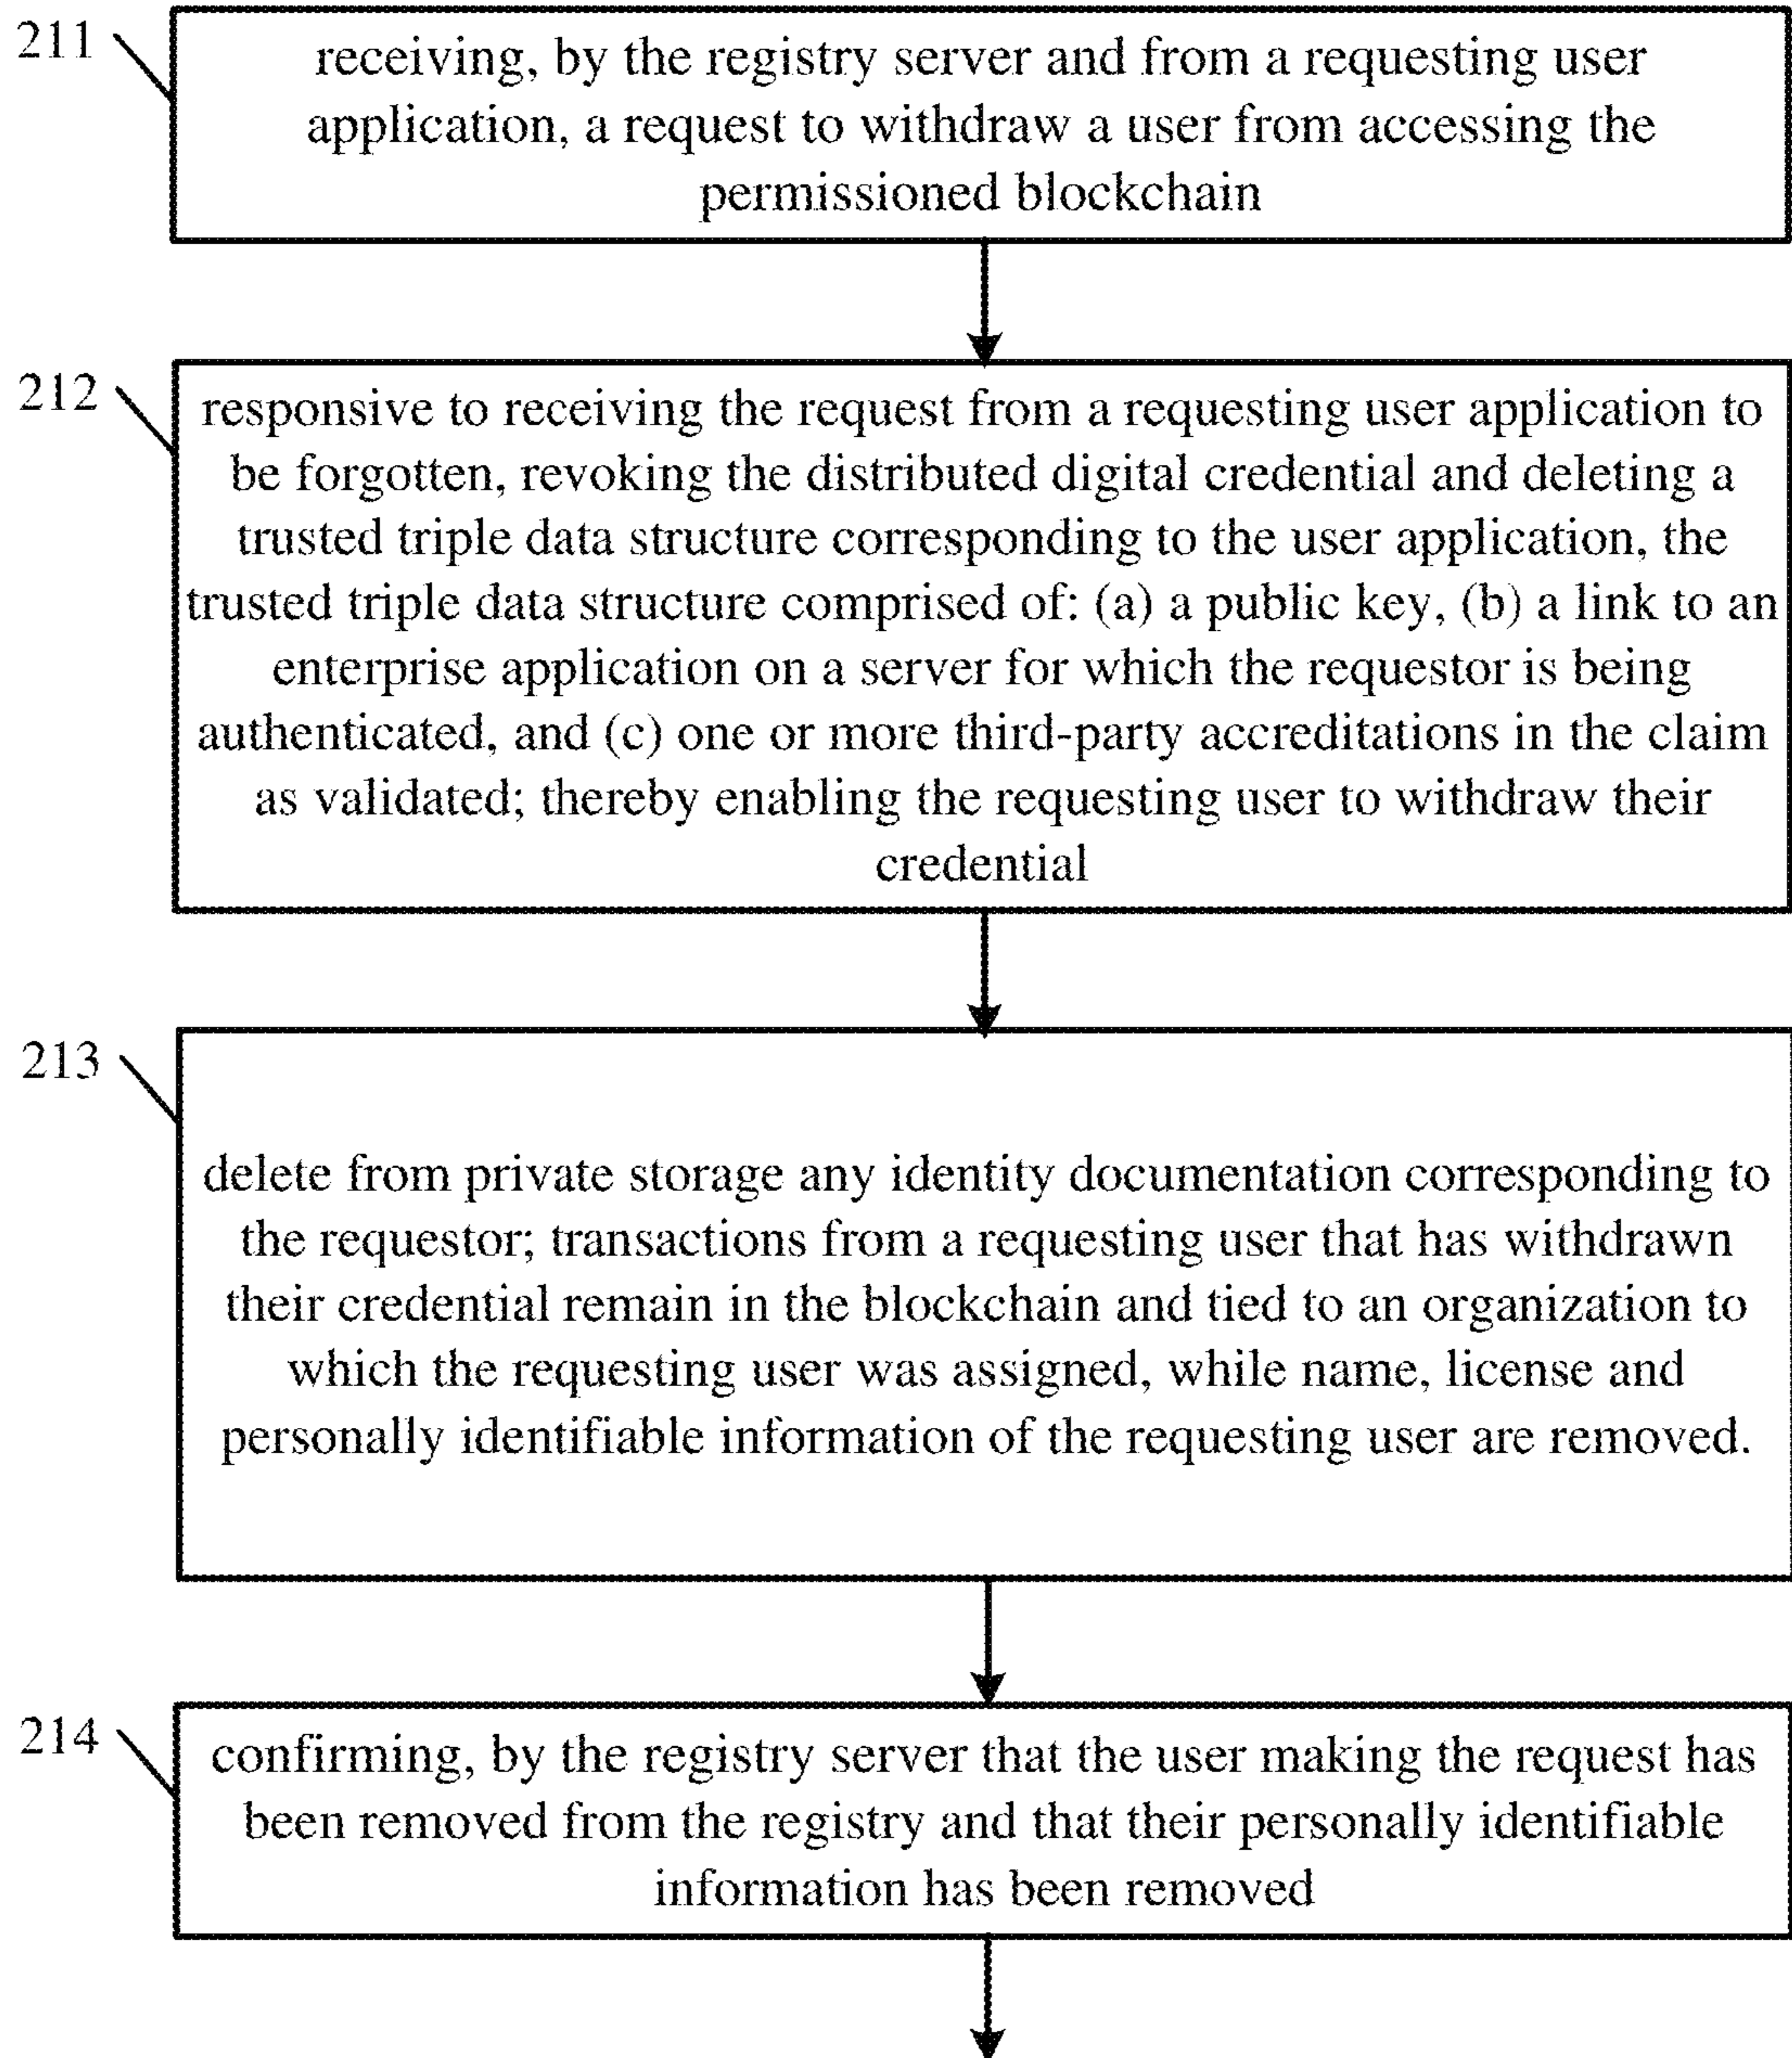 211
receiving, by the registry server and from a requesting user
application, a request to withdraw a user from accessing the
permissioned blockchain
212
responsive to receiving the request from a requesting user application to
be forgotten, revoking the distributed digital credential and deleting a
trusted triple data structure corresponding to the user application, the
trusted triple data structure comprised of: (a) a public key, (b) a link to an
enterprise application on a server for which the requestor is being
authenticated, and (c) one or more third-party accreditations in the claim
as validated; thereby enabling the requesting user to withdraw their
credential
213
delete from private storage any identity documentation corresponding to
the requestor; transactions from a requesting user that has withdrawn
their credential remain in the blockchain and tied to an organization to
which the requesting user was assigned, while name, license and
personally identifiable information of the requesting user are removed.
214
confirming, by the registry server that the user making the request has
been removed from the registry and that their personally identifiable
information has been removed